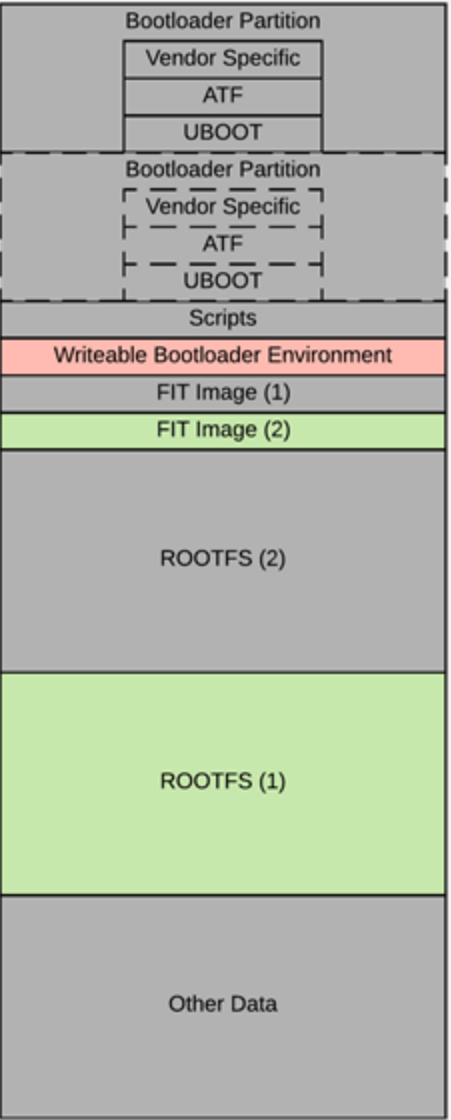 Bootloader Partition
Vendor Specific
ATF
UBOOT
Bootloader Partition
Vendor Specific
ATF
UBOOT
Scripts
Writeable Bootloader Environment
FIT Image (1)
FIT Image (2)
ROOTFS (2)
ROOTFS (1)
Other Data